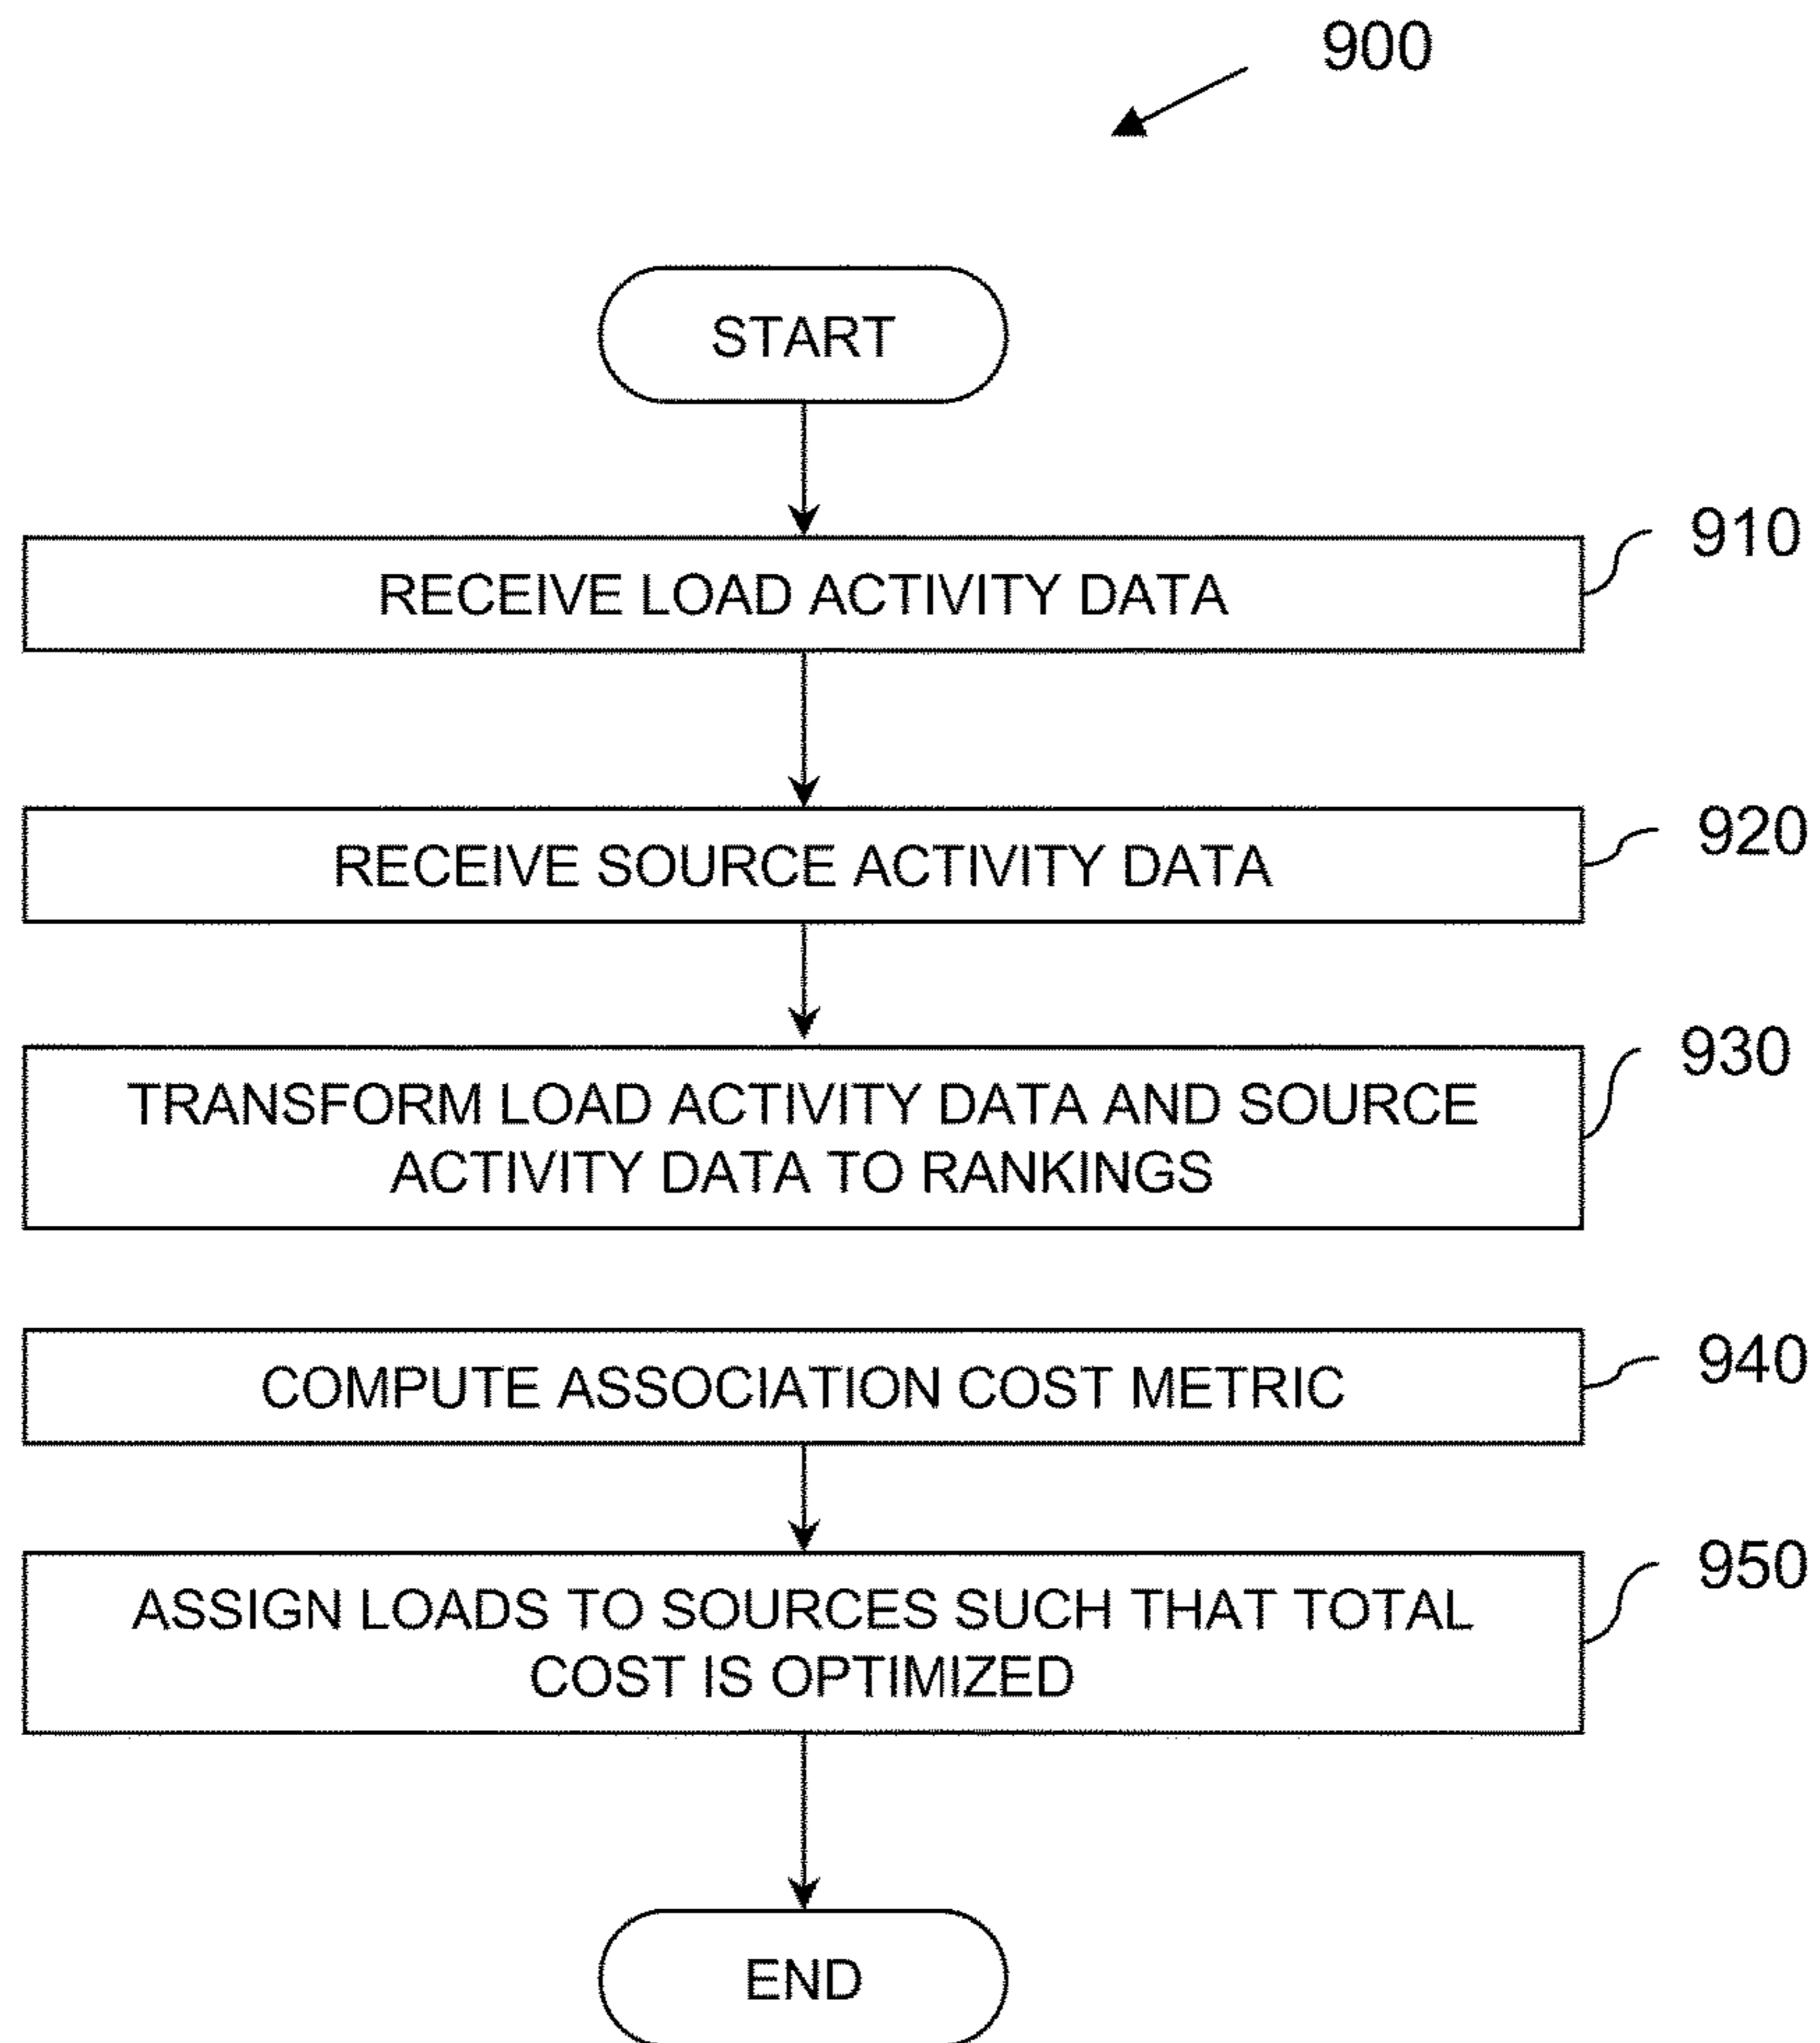 900
START
910
RECEIVE LOAD ACTIVITY DATA
920
RECEIVE SOURCE ACTIVITY DATA
930
TRANSFORM LOAD ACTIVITY DATA AND SOURCE
ACTIVITY DATA TO RANKINGS
940
COMPUTE ASSOCIATION COST METRIC
950
ASSIGN LOADS TO SOURCES SUCH THAT TOTAL
COST IS OPTIMIZED
END